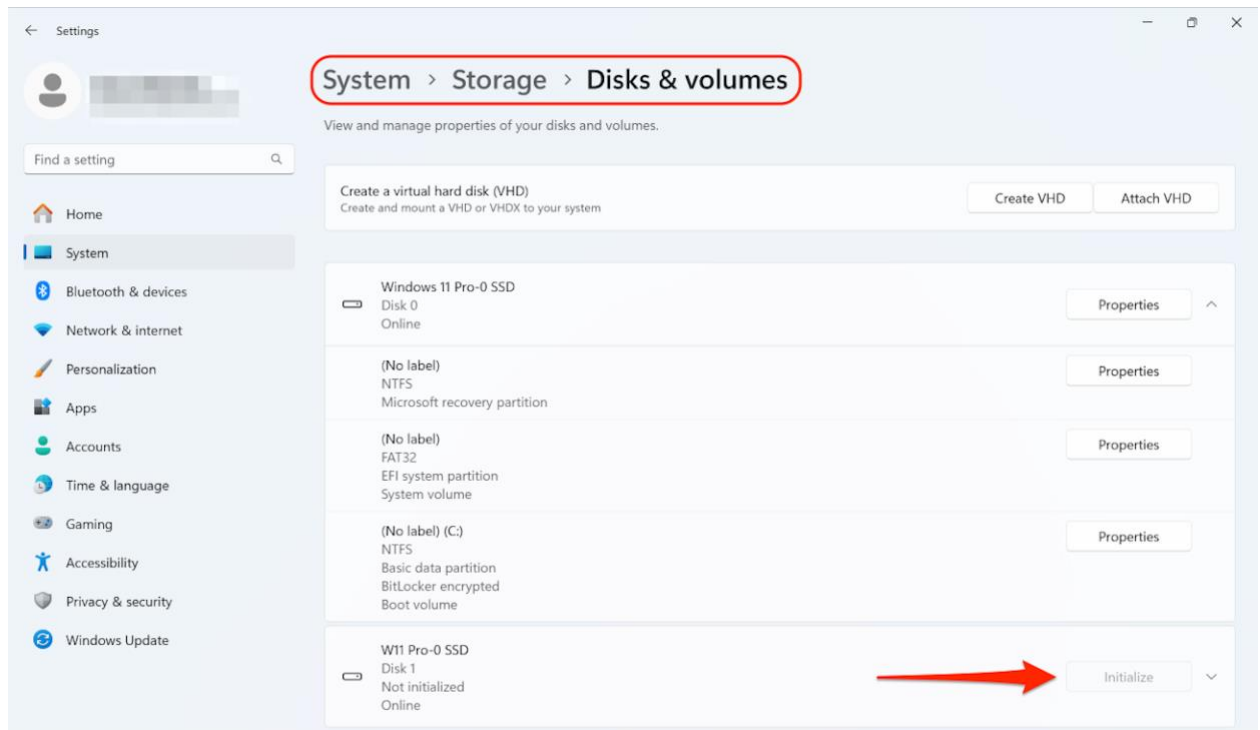 Settings
System > Storage > Disks & volumes
View and manage properties of your disks and volumes.
Find a setting
Home
System
Bluetooth & devices
Network & internet
Personalization
Apps
Accounts
Time & language
Gaming
Accessibility
Privacy & security
Windows Update
Create a virtual hard disk (VHD)
Create and mount a VHD or VHDX to your system
Create VHD
Attach VHD
Windows 11 Pro-0 SSD
Disk 0
Online
Properties
(No label)
NTFS
Microsoft recovery partition
Properties
(No label)
FAT32
EFI system partition
System volume
Properties
(No label) (C:)
NTFS
Basic data partition
BitLocker encrypted
Boot volume
Properties
W11 Pro-0 SSD
Disk 1
Not initialized
Online
Initialize